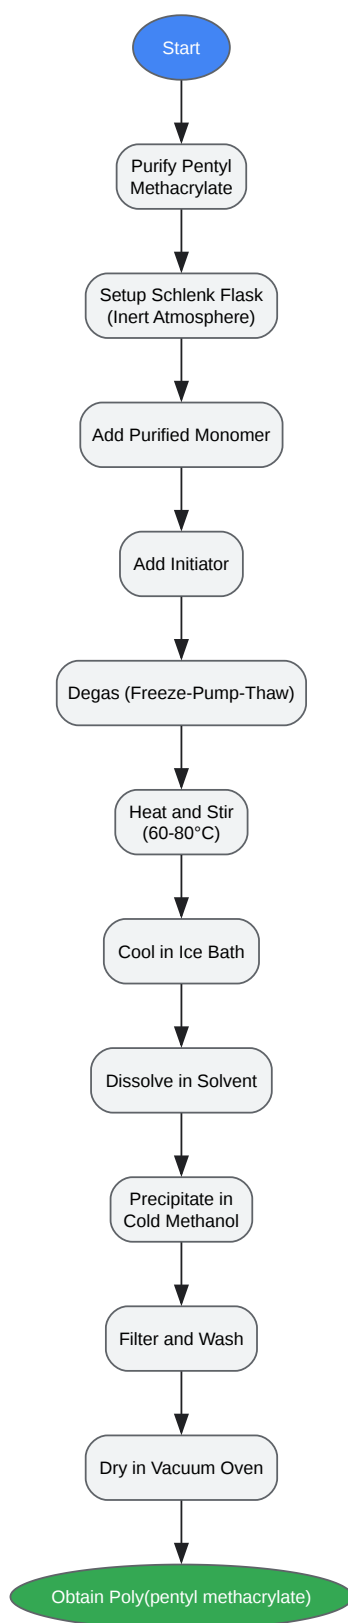 Start
Purify Pentyl
Methacrylate
Setup Schlenk Flask
(Inert Atmosphere)
Add Purified Monomer
Add Initiator
Degas (Freeze-Pump-Thaw)
Heat and Stir
(60-80°C)
Cool in Ice Bath
Dissolve in Solvent
Precipitate in
Cold Methanol
Filter and Wash
Dry in Vacuum Oven
Obtain Poly(pentyl methacrylate)